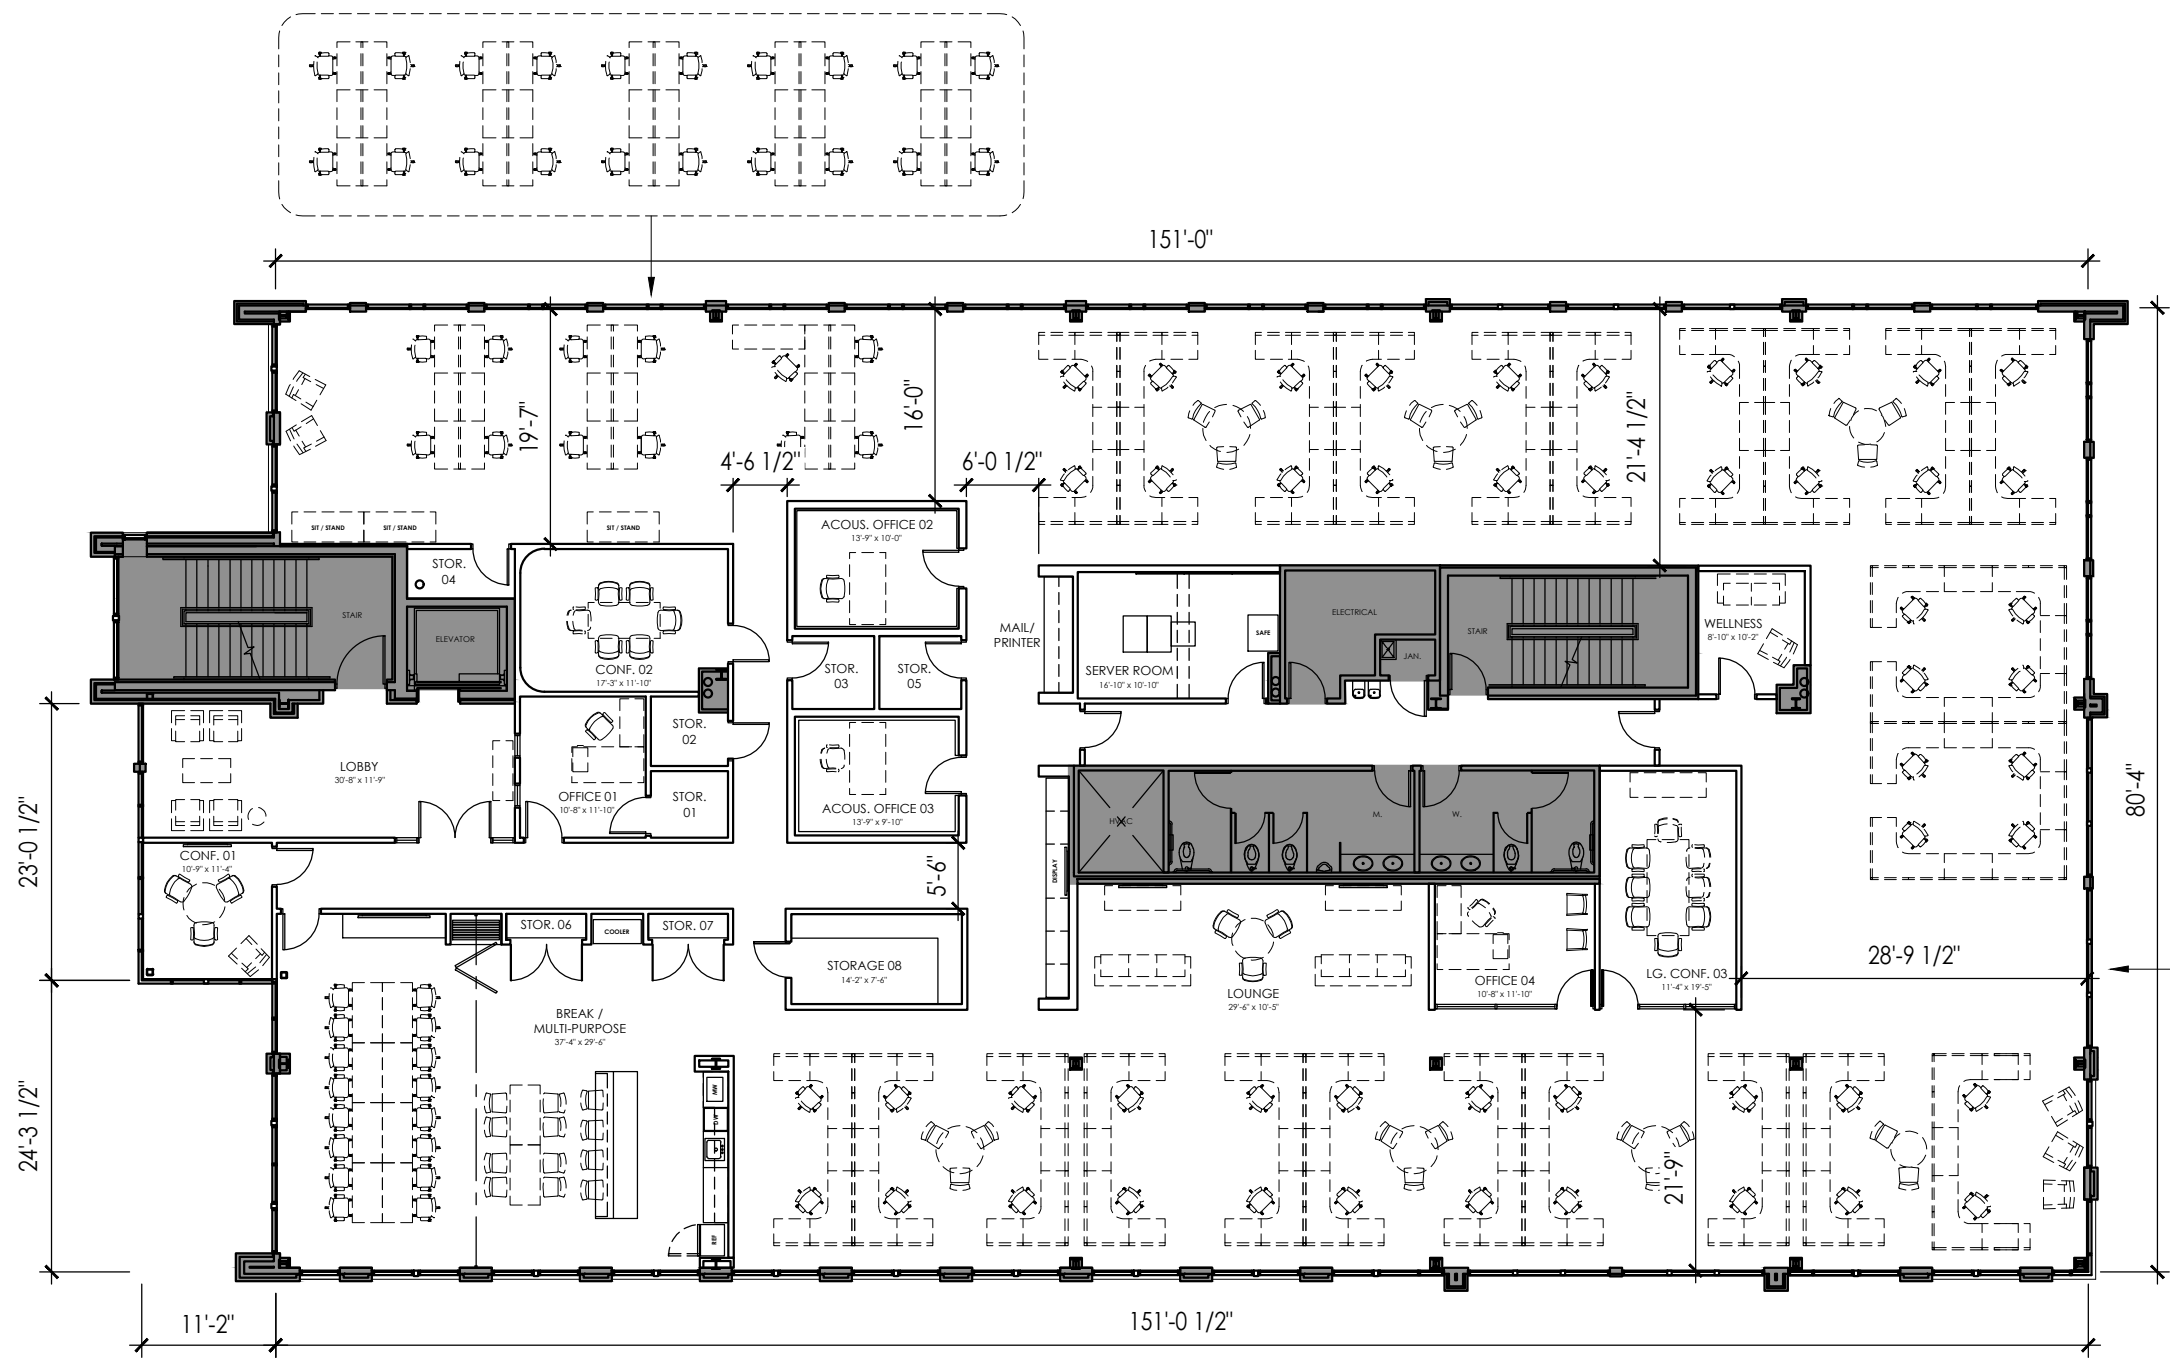 151'-0"
19'-7"
16'-0"
4'-6 1/2"
6'-0 1/2"
21'-4 1/2"
SIT / STAND
SIT / STAND
SIT / STAND
ACOUS. OFFICE 02
13'-9" x 10'-0"
STOR.
04
STAIR
ELEVATOR
CONF. 02
17'-3" x 11'-10"
STOR.
03
STOR.
05
MAIL/
PRINTER
SERVER ROOM
16'-10" x 10'-10"
SAFE
ELECTRICAL
JAN.
STAIR
WELLNESS
8'-10" x 10'-2"
LOBBY
30'-8" x 11'-9"
STOR.
02
OFFICE 01
10'-8" x 11'-10"
STOR.
01
ACOUS. OFFICE 03
13'-9" x 9'-10"
HVAC
M.
W.
23'-0 1/2"
80'-4"
CONF. 01
10'-9" x 11'-4"
5'-6"
DISPLAY
STOR. 06
COOLER
STOR. 07
STORAGE 08
14'-2" x 7'-6"
LOUNGE
29'-6" x 10'-5"
OFFICE 04
10'-8" x 11'-10"
LG. CONF. 03
11'-4" x 19'-5"
28'-9 1/2"
BREAK /
MULTI-PURPOSE
37'-4" x 29'-6"
MW
D/W
REF
24'-3 1/2"
21'-9"
11'-2"
151'-0 1/2"